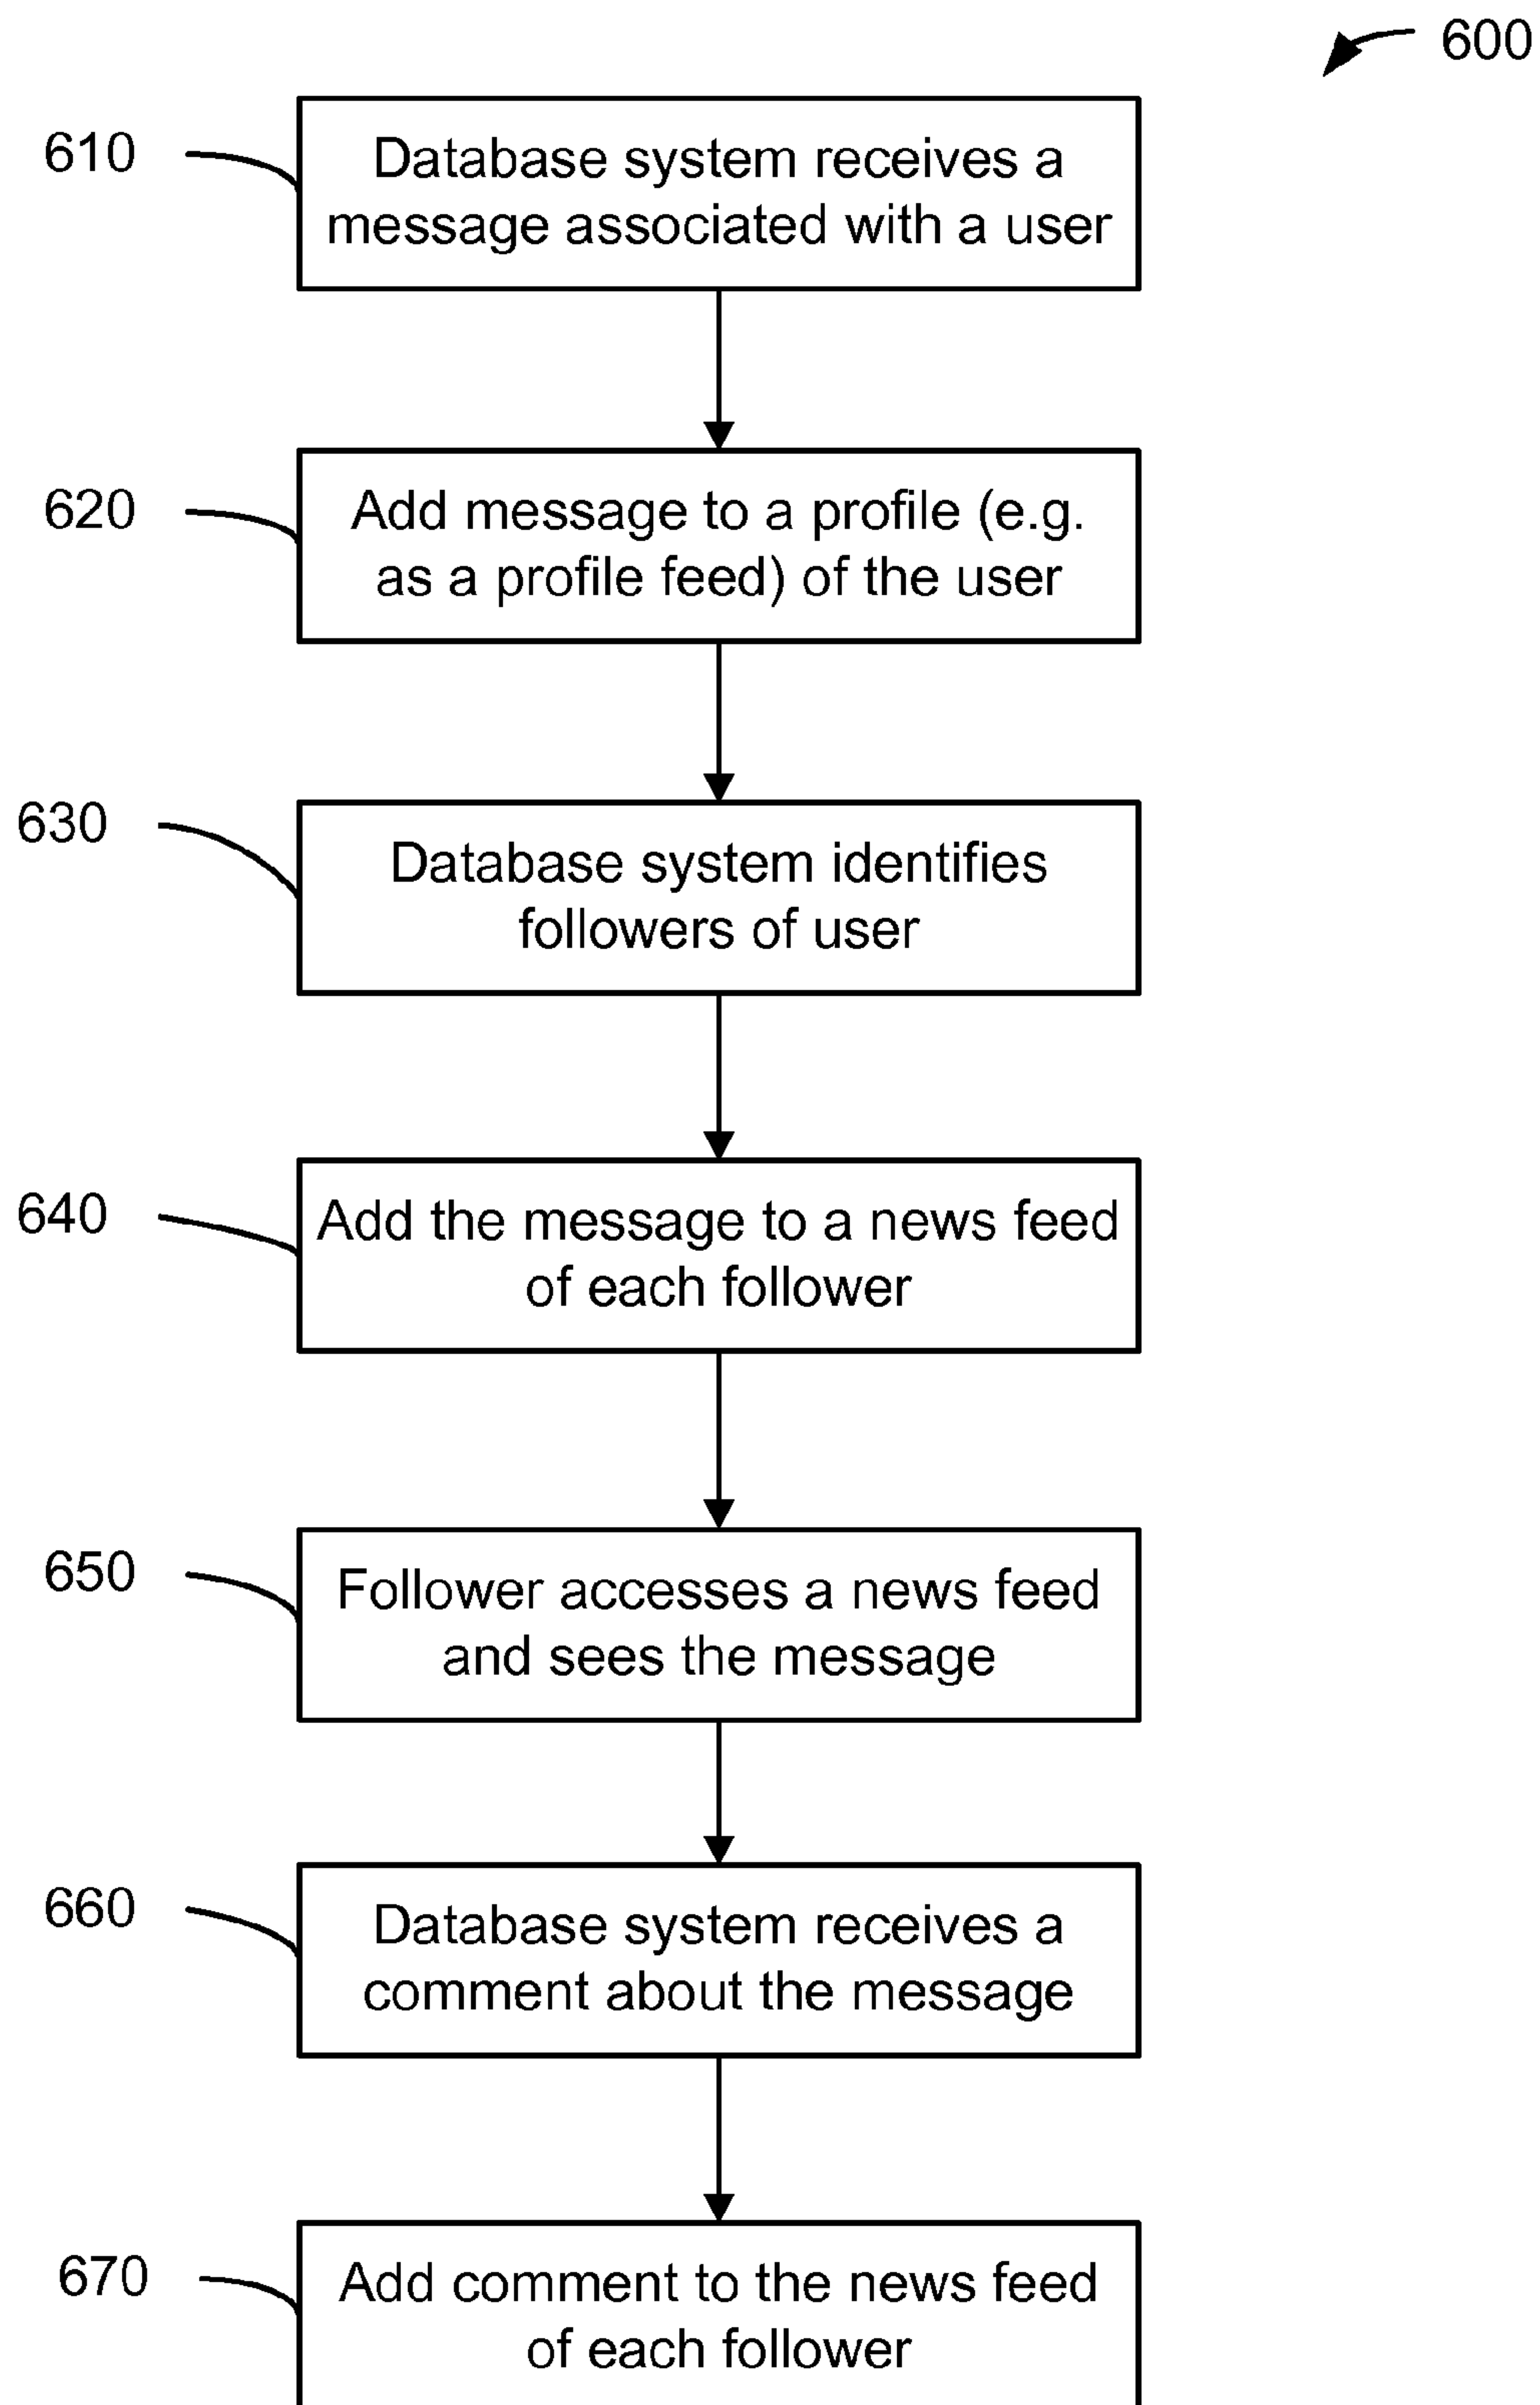 600
610
Database system receives a
message associated with a user
620
Add message to a profile (e.g.
as a profile feed) of the user
630
Database system identifies
followers of user
640
Add the message to a news feed
of each follower
650
Follower accesses a news feed
and sees the message
660
Database system receives a
comment about the message
670
Add comment to the news feed
of each follower